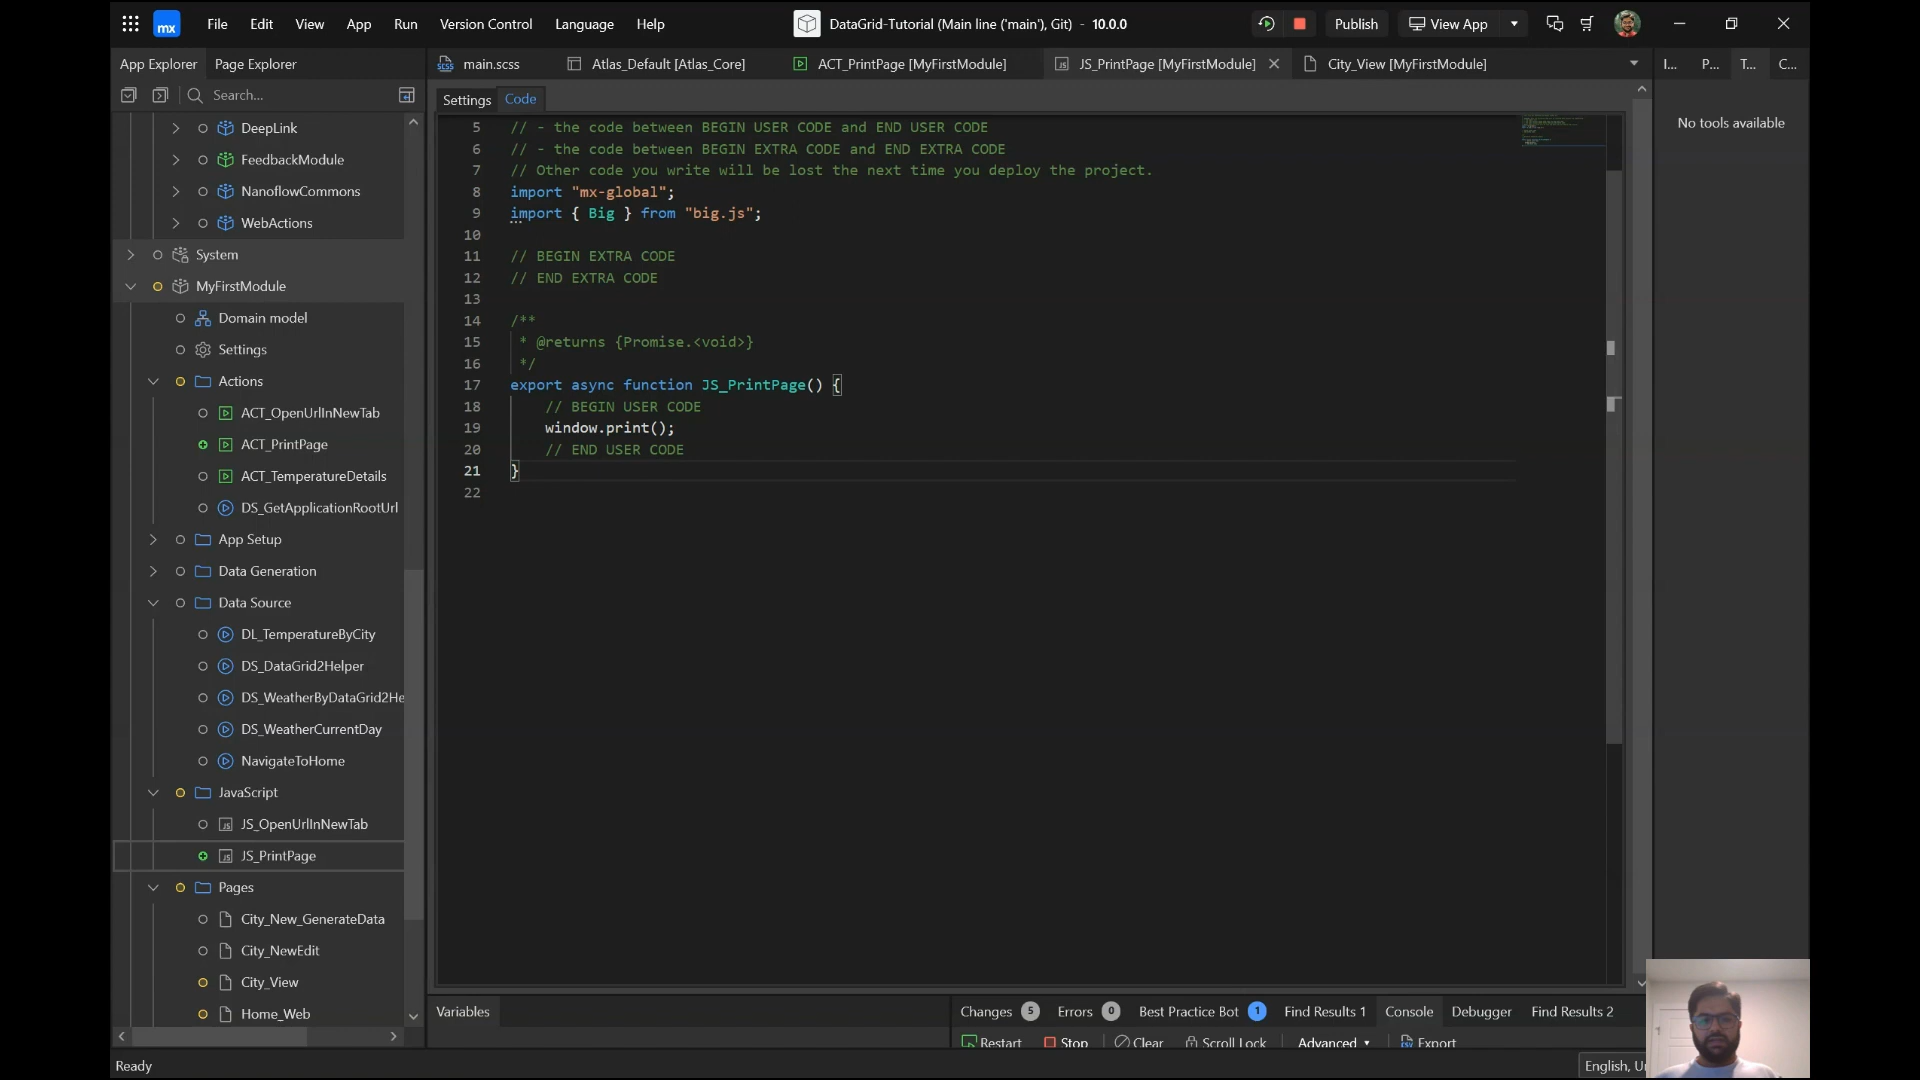 mx
File Edit View App Run Version Control Language Help
DataGrid-Tutorial (Main line ('main'), Git) - 10.0.0
Publish
View App
App Explorer
Page Explorer
main.scss
Atlas_Default [Atlas_Core]
ACT_PrintPage [MyFirstModule]
JS_PrintPage [MyFirstModule]
City_View [MyFirstModule]
I...
P...
T...
C...
Search...
Settings
Code
No tools available
DeepLink
FeedbackModule
NanoflowCommons
WebActions
System
MyFirstModule
Domain model
Settings
Actions
ACT_OpenUrlInNewTab
ACT_PrintPage
ACT_TemperatureDetails
DS_GetApplicationRootUrl
App Setup
Data Generation
Data Source
DL_TemperatureByCity
DS_DataGrid2Helper
DS_WeatherByDataGrid2He
DS_WeatherCurrentDay
NavigateToHome
JavaScript
JS_OpenUrlInNewTab
JS_PrintPage
Pages
City_New_GenerateData
City_NewEdit
City_View
Home_Web
5 // - the code between BEGIN USER CODE and END USER CODE
6 // - the code between BEGIN EXTRA CODE and END EXTRA CODE
7 // Other code you write will be lost the next time you deploy the project.
8 import "mx-global";
9 import { Big } from "big.js";
10
11 // BEGIN EXTRA CODE
12 // END EXTRA CODE
13
14 /**
15 * @returns {Promise.<void>}
16 */
17 export async function JS_PrintPage() {
18 // BEGIN USER CODE
19 window.print();
20 // END USER CODE
21 }
22
Variables
Changes 5
Errors 0
Best Practice Bot 1
Find Results 1
Console
Debugger
Find Results 2
Restart
Stop
Clear
Scroll Lock
Advanced
Export
Ready
English, U